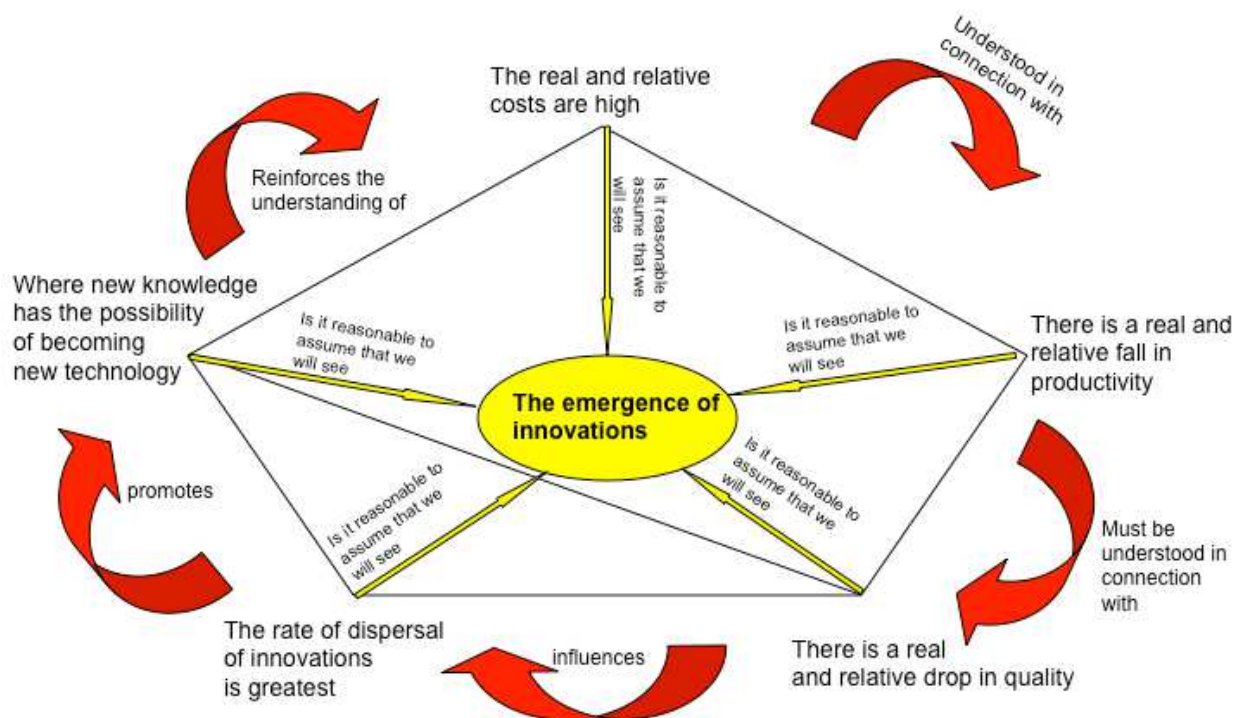 The real and relative
costs are high
Understood in
connection with
Reinforces the
understanding of
Is it reasonable to
assume that we
will see
Where new knowledge
has the possibility
of becoming
new technology
Is it reasonable to
assume that we
will see
Is it reasonable to
assume that we
will see
There is a real and
relative fall in
productivity
The emergence of
innovations
promotes
Is it reasonable to
assume that we
will see
Is it reasonable to
assume that we
will see
Must be
understood in
connection
with
The rate of dispersal
of innovations
is greatest
influences
There is a real
and relative drop in quality